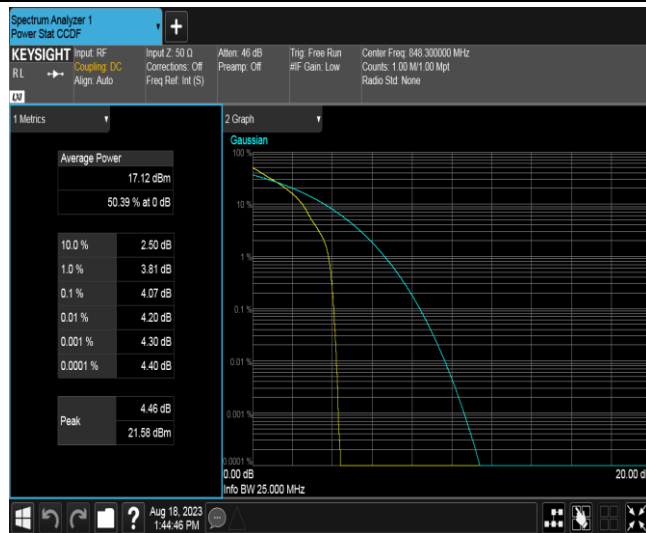 Spectrum Analyzer 1
Power Stat CCDF
+
KEYSIGHT
RL
Input: RF
Coupling: DC
Align: Auto
Input Z: 50 Ω
Corrections: Off
Freq Ref: Int (S)
Atten: 46 dB
Preamp: Off
Trig: Free Run
#IF Gain: Low
Center Freq: 848.300000 MHz
Counts: 1.00 M/1.00 Mpt
Radio Std: None
1 Metrics
Average Power
17.12 dBm
50.39 % at 0 dB
10.0 % 2.50 dB
1.0 % 3.81 dB
0.1 % 4.07 dB
0.01 % 4.20 dB
0.001 % 4.30 dB
0.0001 % 4.40 dB
Peak
4.46 dB
21.58 dBm
2 Graph
Gaussian
100 %
10 %
1 %
0.1 %
0.01 %
0.001 %
0.0001 %
0.00 dB
20.00 d
Info BW 25.000 MHz
?
Aug 18, 2023
1:44:46 PM